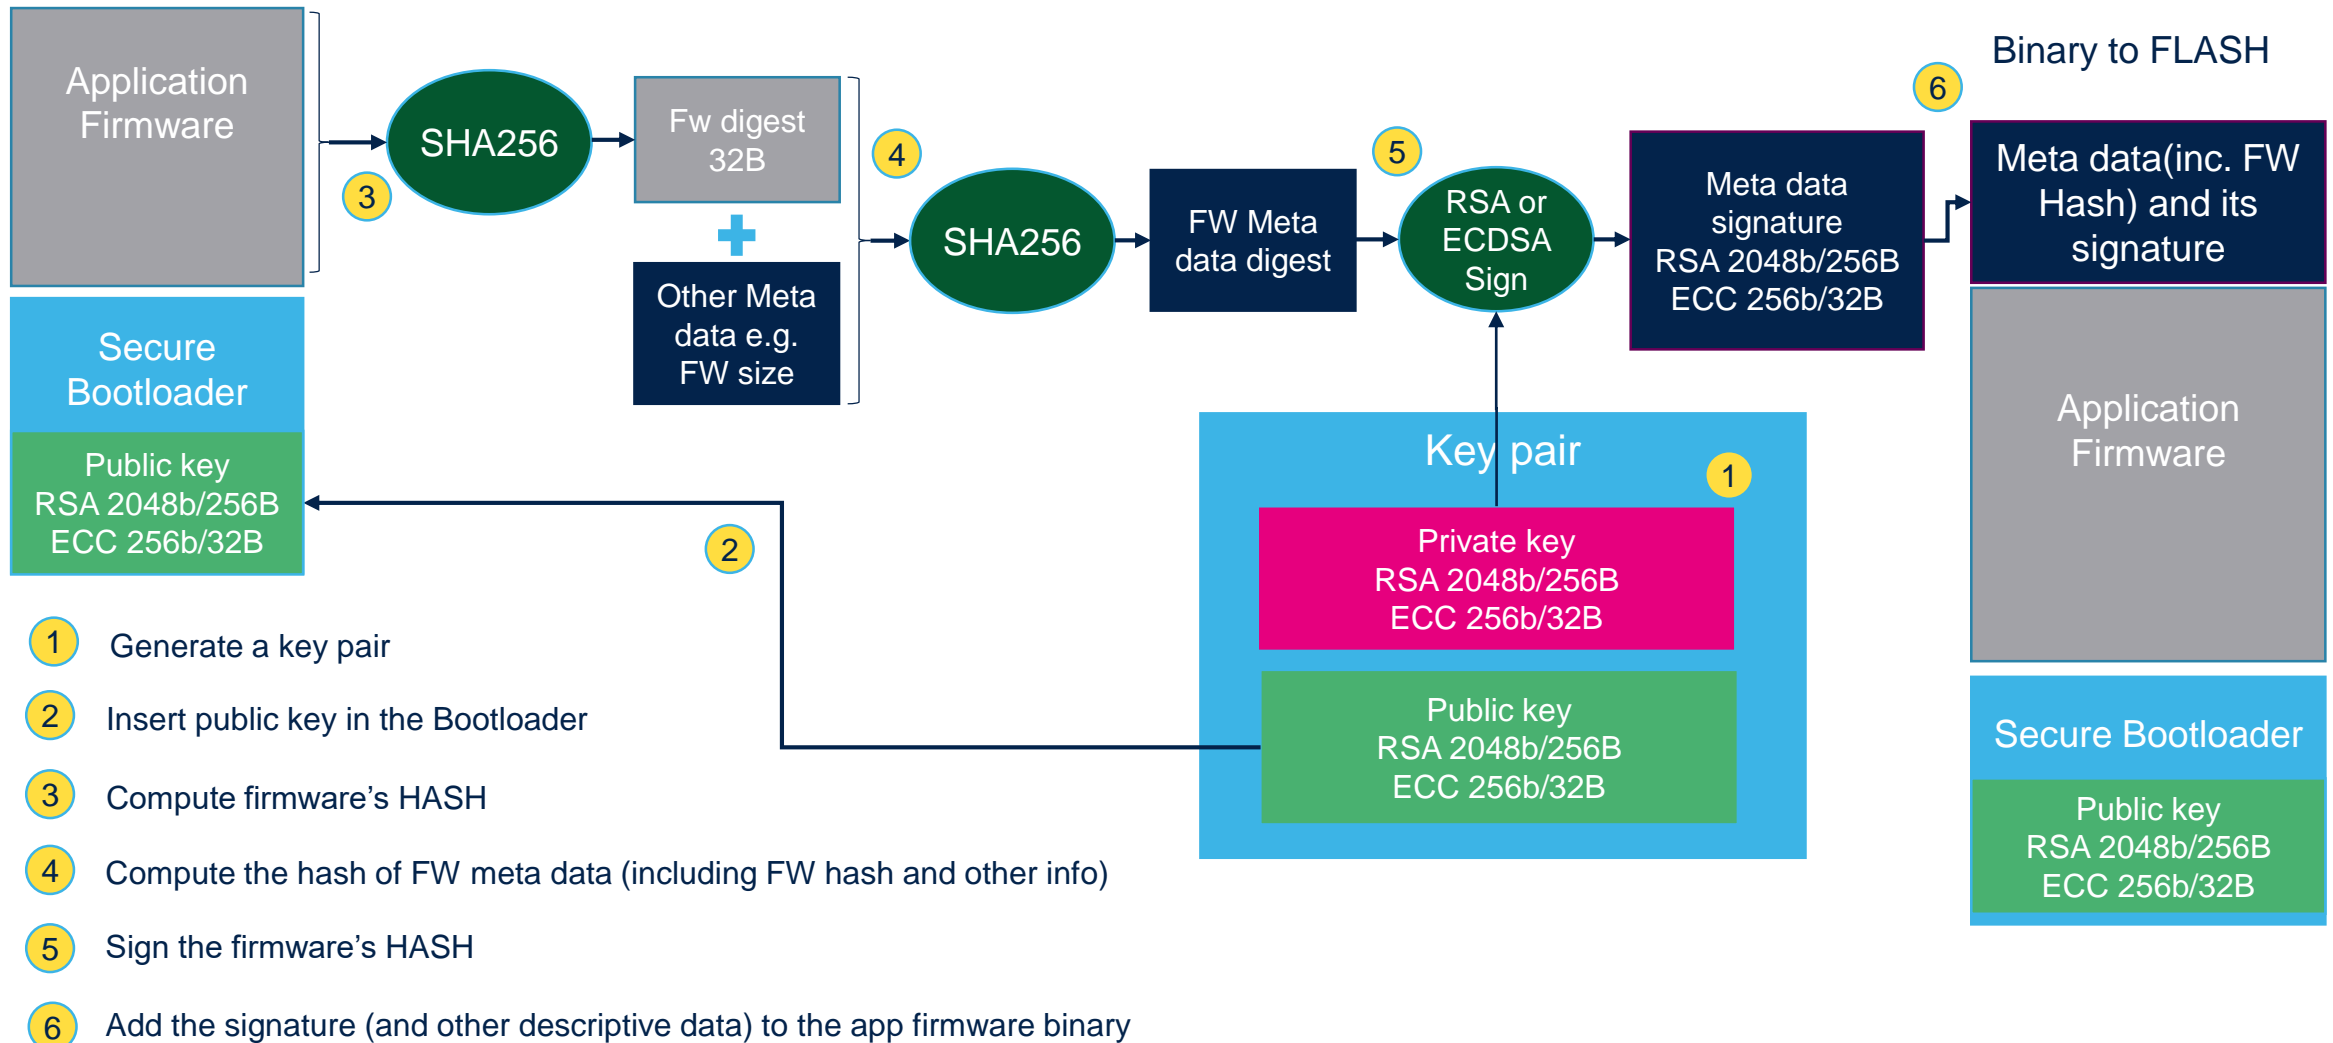 Application
Firmware
3
SHA256
Fw digest
32B
Other Meta
data e.g.
FW size
4
SHA256
FW Meta
data digest
5
RSA or
ECDSA
Sign
Meta data
signature
RSA 2048b/256B
ECC 256b/32B
6
Binary to FLASH
Meta data(inc. FW
Hash) and its
signature
Application
Firmware
Secure Bootloader
Public key
RSA 2048b/256B
ECC 256b/32B
Secure
Bootloader
Public key
RSA 2048b/256B
ECC 256b/32B
2
Key pair
1
Private key
RSA 2048b/256B
ECC 256b/32B
Public key
RSA 2048b/256B
ECC 256b/32B
1 Generate a key pair
2 Insert public key in the Bootloader
3 Compute firmware’s HASH
4 Compute the hash of FW meta data (including FW hash and other info)
5 Sign the firmware’s HASH
6 Add the signature (and other descriptive data) to the app firmware binary